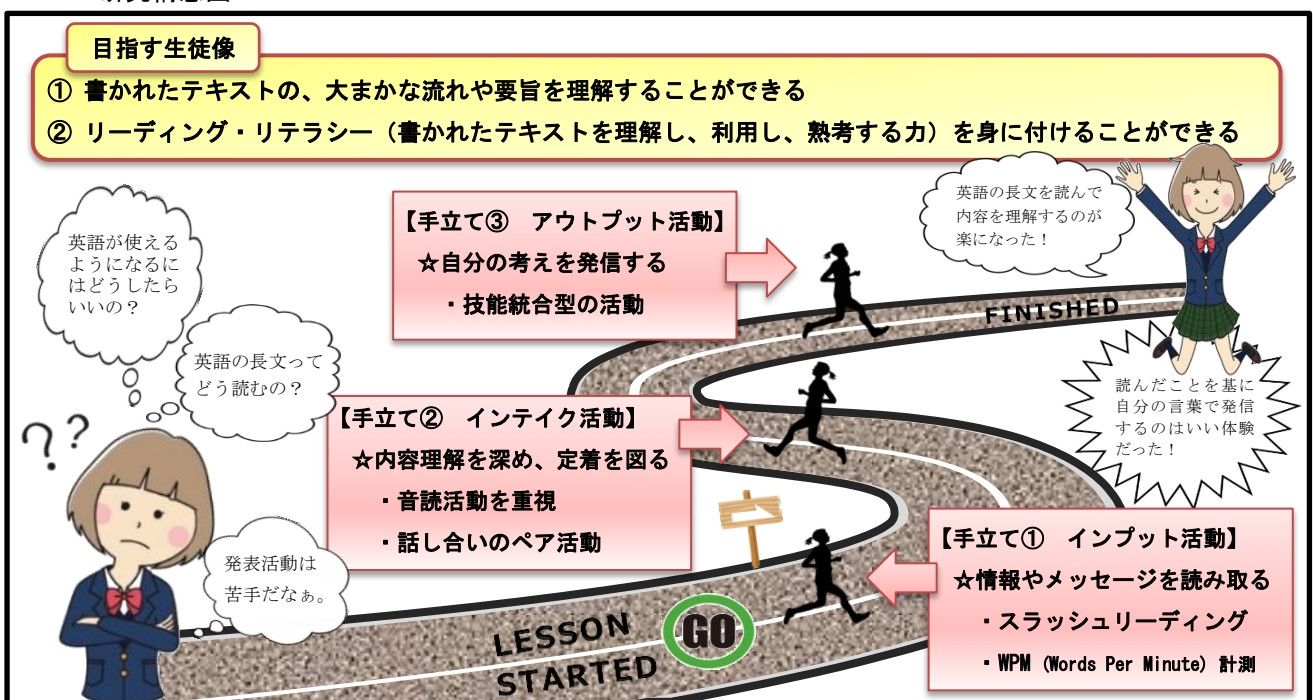 目指す生徒像
① 書かれたテキストの、大まかな流れや要旨を理解することができる
② リーディング・リテラシー（書かれたテキストを理解し、利用し、熟考する力）を身に付けることができる
英語の長文を読んで
内容を理解するのが
楽になった！
【手立て③　アウトプット活動】
☆自分の考えを発信する
・技能統合型の活動
英語が使える
ようになるに
はどうしたら
いいの？
FINISHED
英語の長文って
どう読むの？
読んだことを基に
自分の言葉で発信
するのはいい体験
だった！
【手立て②　インテイク活動】
☆内容理解を深め、定着を図る
・音読活動を重視
・話し合いのペア活動
??
発表活動は
苦手だなぁ。
【手立て①　インプット活動】
☆情報やメッセージを読み取る
・スラッシュリーディング
・WPM (Words Per Minute) 計測
LESSON
STARTED
GO